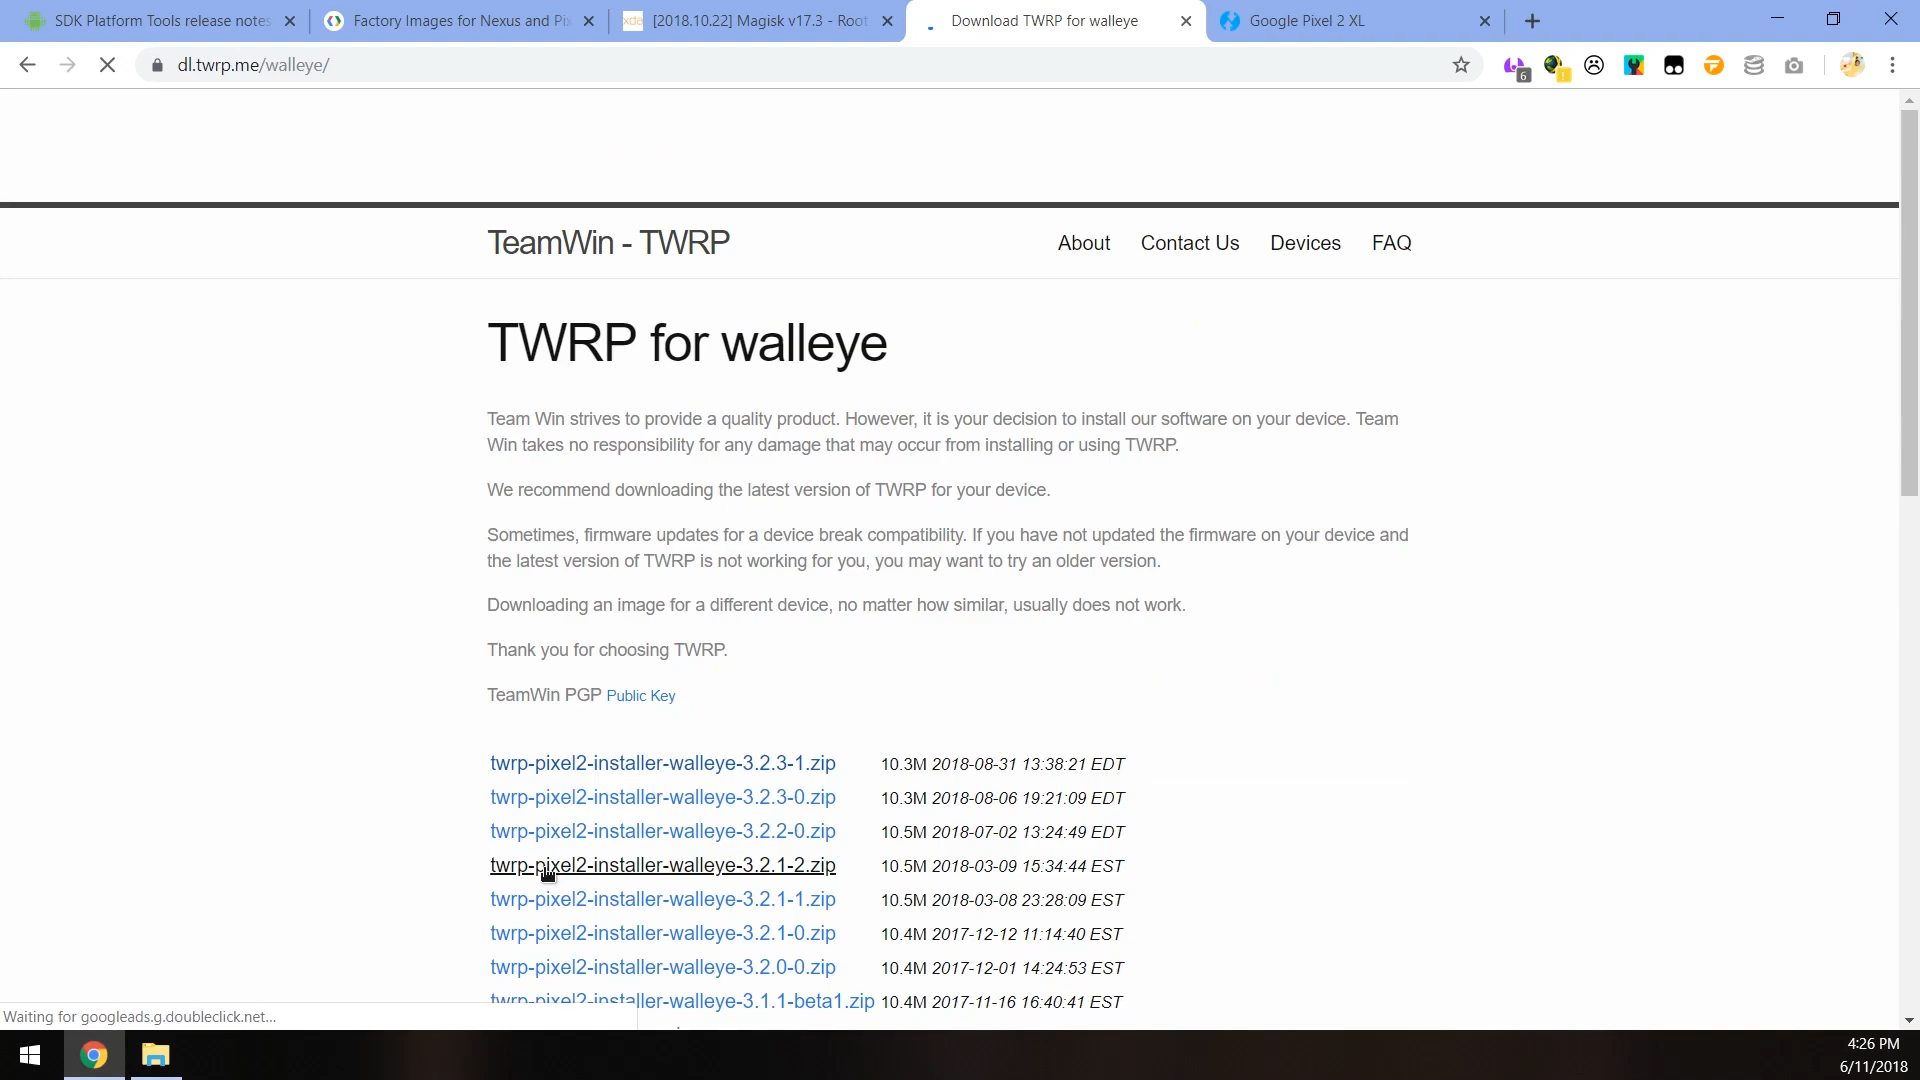 SDK Platform Tools release notes
Factory Images for Nexus and Pi
xda
[2018.10.22] Magisk v17.3 - Root
Download TWRP for walleye
Google Pixel 2 XL
dl.twrp.me/walleye/
6
TeamWin - TWRP
About
Contact Us
Devices
FAQ
TWRP for walleye
Team Win strives to provide a quality product. However, it is your decision to install our software on your device. Team
Win takes no responsibility for any damage that may occur from installing or using TWRP.
We recommend downloading the latest version of TWRP for your device.
Sometimes, firmware updates for a device break compatibility. If you have not updated the firmware on your device and
the latest version of TWRP is not working for you, you may want to try an older version.
Downloading an image for a different device, no matter how similar, usually does not work.
Thank you for choosing TWRP.
TeamWin PGP Public Key
twrp-pixel2-installer-walleye-3.2.3-1.zip 10.3M 2018-08-31 13:38:21 EDT
twrp-pixel2-installer-walleye-3.2.3-0.zip 10.3M 2018-08-06 19:21:09 EDT
twrp-pixel2-installer-walleye-3.2.2-0.zip 10.5M 2018-07-02 13:24:49 EDT
twrp-pixel2-installer-walleye-3.2.1-2.zip 10.5M 2018-03-09 15:34:44 EST
twrp-pixel2-installer-walleye-3.2.1-1.zip 10.5M 2018-03-08 23:28:09 EST
twrp-pixel2-installer-walleye-3.2.1-0.zip 10.4M 2017-12-12 11:14:40 EST
twrp-pixel2-installer-walleye-3.2.0-0.zip 10.4M 2017-12-01 14:24:53 EST
twrp-pixel2-installer-walleye-3.1.1-beta1.zip 10.4M 2017-11-16 16:40:41 EST
Waiting for googleads.g.doubleclick.net...
4:26 PM
6/11/2018